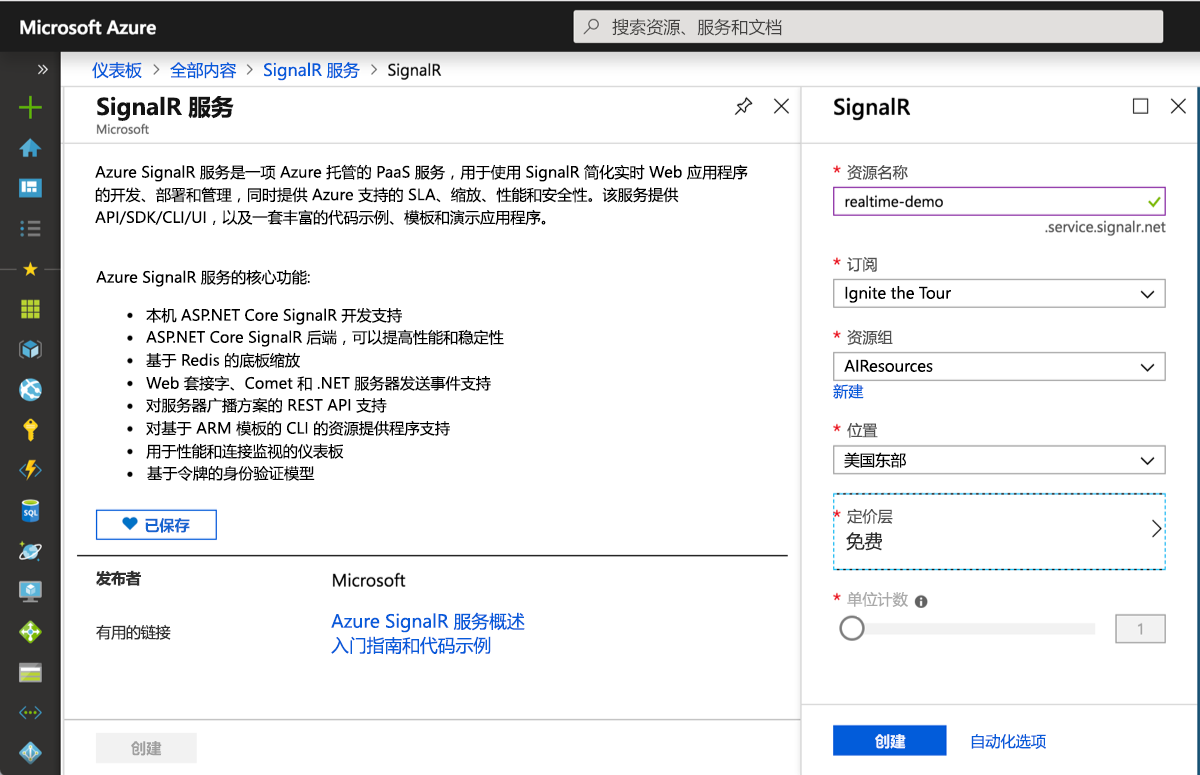 Microsoft Azure
搜索资源、服务和文档
仪表板 > 全部内容 > SignalR 服务 > SignalR
SignalR 服务
Microsoft
Azure SignalR 服务是一项 Azure 托管的 PaaS 服务，用于使用 SignalR 简化实时 Web 应用程序
的开发、部署和管理，同时提供 Azure 支持的 SLA、缩放、性能和安全性。该服务提供
API/SDK/CLI/UI，以及一套丰富的代码示例、模板和演示应用程序。
Azure SignalR 服务的核心功能:
• 本机 ASP.NET Core SignalR 开发支持
• ASP.NET Core SignalR 后端，可以提高性能和稳定性
• 基于 Redis 的底板缩放
• Web 套接字、Comet 和 .NET 服务器发送事件支持
• 对服务器广播方案的 REST API 支持
• 对基于 ARM 模板的 CLI 的资源提供程序支持
• 用于性能和连接监视的仪表板
• 基于令牌的身份验证模型
已保存
发布者 Microsoft
有用的链接
Azure SignalR 服务概述
入门指南和代码示例
创建
SignalR
* 资源名称
realtime-demo
.service.signalr.net
* 订阅
Ignite the Tour
* 资源组
AIResources
新建
* 位置
美国东部
* 定价层
免费
* 单位计数
1
创建 自动化选项
SQL